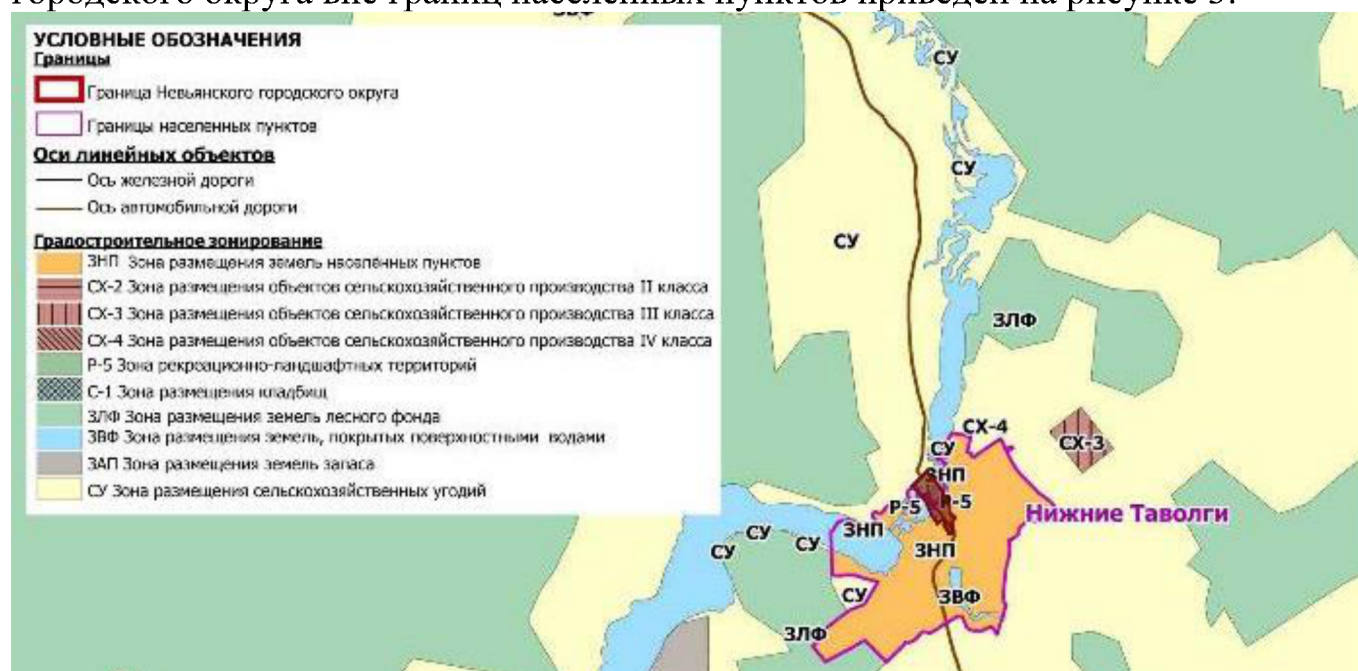 городского округа вне границ населенных пунктов приведен на рисунке 3.
УСЛОВНЫЕ ОБОЗНАЧЕНИЯ
Границы
Граница Невьянского городского округа
Границы населенных пунктов
Оси линейных объектов
Ось железной дороги
Ось автомобильной дороги
Градостроительное зонирование
ЗНП Зона размещения земель населённых пунктов
СХ-2 Зона размещения объектов сельскохозяйственного производства II класса
СХ-3 Зона размещения объектов сельскохозяйственного производства III класса
СХ-4 Зона размещения объектов сельскохозяйственного производства IV класса
Р-5 Зона рекреационно-ландшафтных территорий
С-1 Зона размещения кладбищ
ЗЛФ Зона размещения земель лесного фонда
ЗВФ Зона размещения земель, покрытых поверхностными водами
ЗАП Зона размещения земель запаса
СУ Зона размещения сельскохозяйственных угодий
СУ
СУ
СУ
ЗЛФ
СХ-4
СХ-3
СУ
ЗНП
Р-5
Р-5
Нижние Таволги
ЗНП
СУ
СУ
СУ
ЗНП
СУ
ЗВФ
ЗЛФ